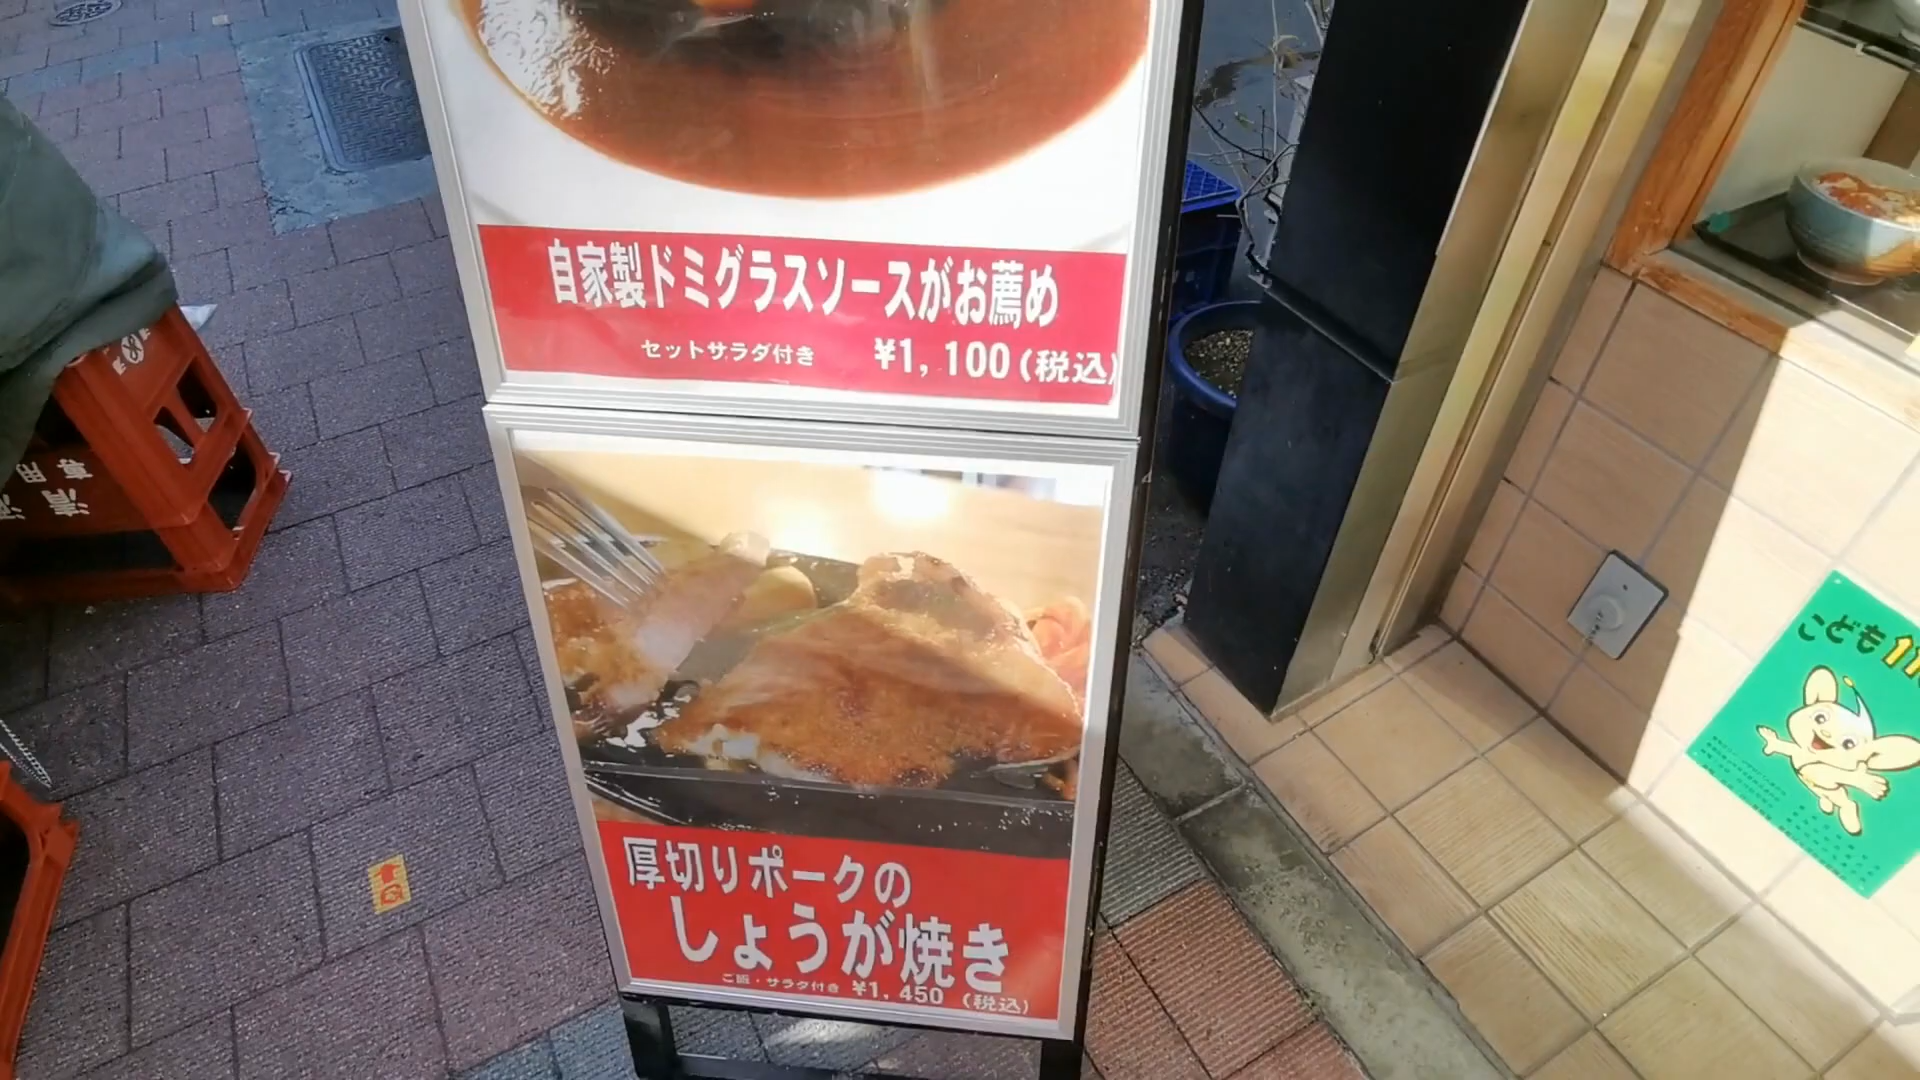 自家製ドミグラスソースがお薦め
セットサラダ付き ¥1,100(税込)
厚切りポークの
しょうが焼き
ご飯・サラダ付き ¥1,450 (税込)
こども11
専
用